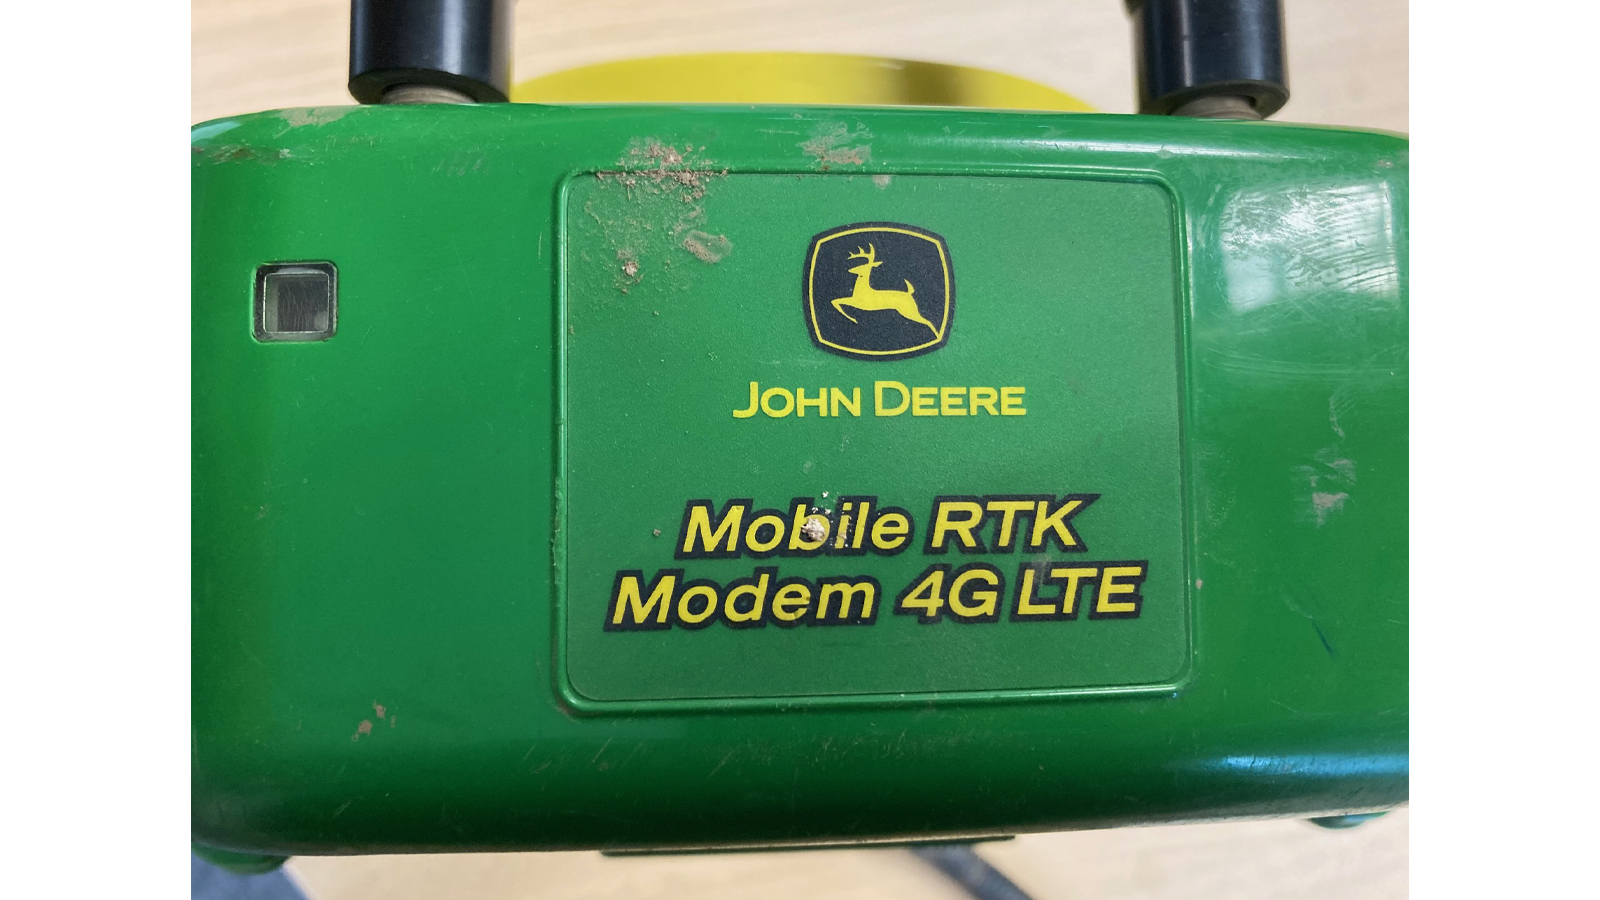 JOHN DEERE
Mobile RTK
Modem 4G LTE